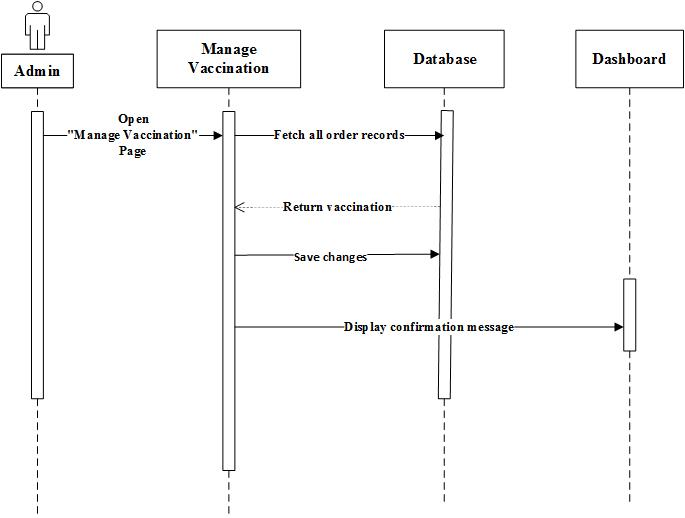 Admin
Manage
Vaccination
Database
Dashboard
Open
"Manage Vaccination"
Page
Fetch all order records
Return vaccination
Save changes
Display confirmation message